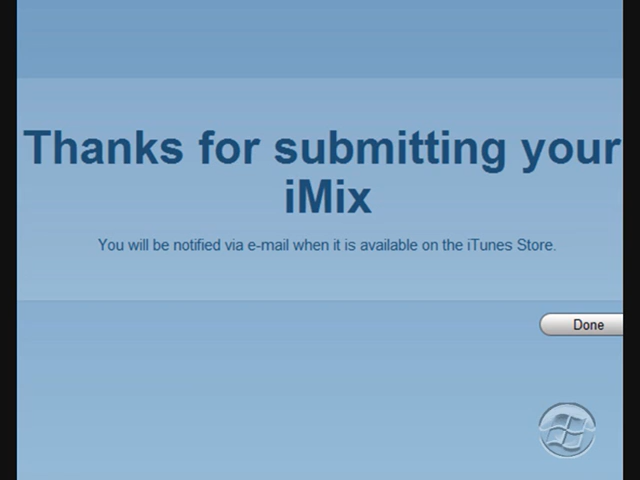 Thanks for submitting your
iMix
You will be notified via e-mail when it is available on the iTunes Store.
Done